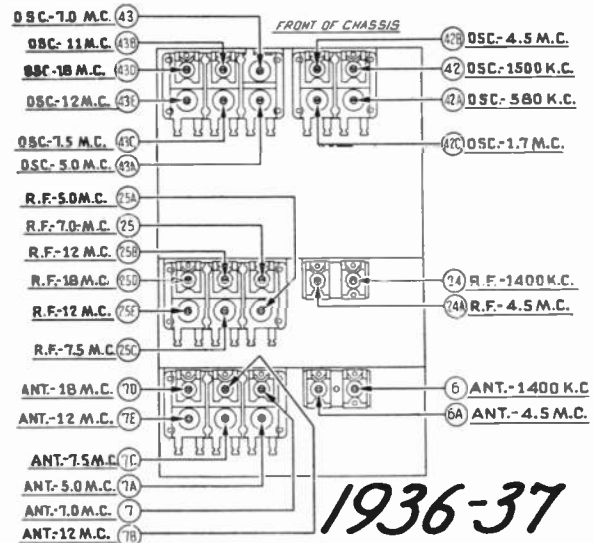 OSC.-7.0 M.C. 43
OSC.-11 M.C. 43B
OSC-18 M.C. 43D
OSC-12 M.C. 43E
OSC.-7.5 M.C. 43C
OSC.-5.0 M.C. 43A
FRONT OF CHASSIS
42B OSC.-4.5 M.C.
42 OSC.-1500 K.C.
42A OSC.-580 K.C.
42C OSC.-1.7 M.C.
R.F.-5.0 M.C. 25A
R.F.-7.0-M.C. 25
R.F.-12 M.C. 25B
R.F.-18 M.C. 25D
R.F.-12 M.C. 25E
R.F.-7.5 M.C. 25C
24 R.F.-1400 K.C.
24A R.F.-4.5 M.C.
ANT.-18 M.C. 7D
ANT.-12 M.C. 7E
ANT.-7.5 M.C. 7C
ANT.-5.0 M.C. 7A
ANT.-7.0 M.C. 7
ANT.-12 M.C. 7B
6 ANT.-1400 K.C
6A ANT.-4.5 M.C.
1936-37